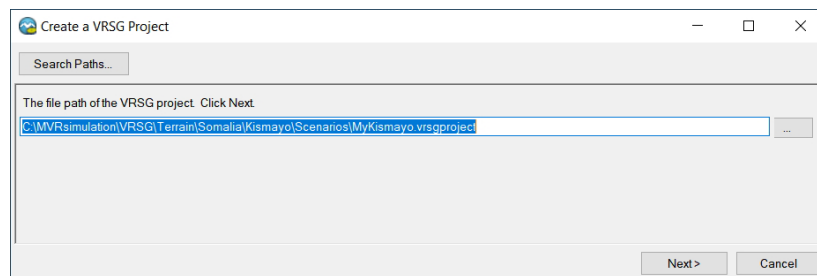 Create a VRSG Project
Search Paths...
The file path of the VRSG project. Click Next.
C:\MVRsimulation\VRSG\Terrain\Somalia\Kismayo\Scenarios\MyKismayo.vrsgproject
...
Next >
Cancel